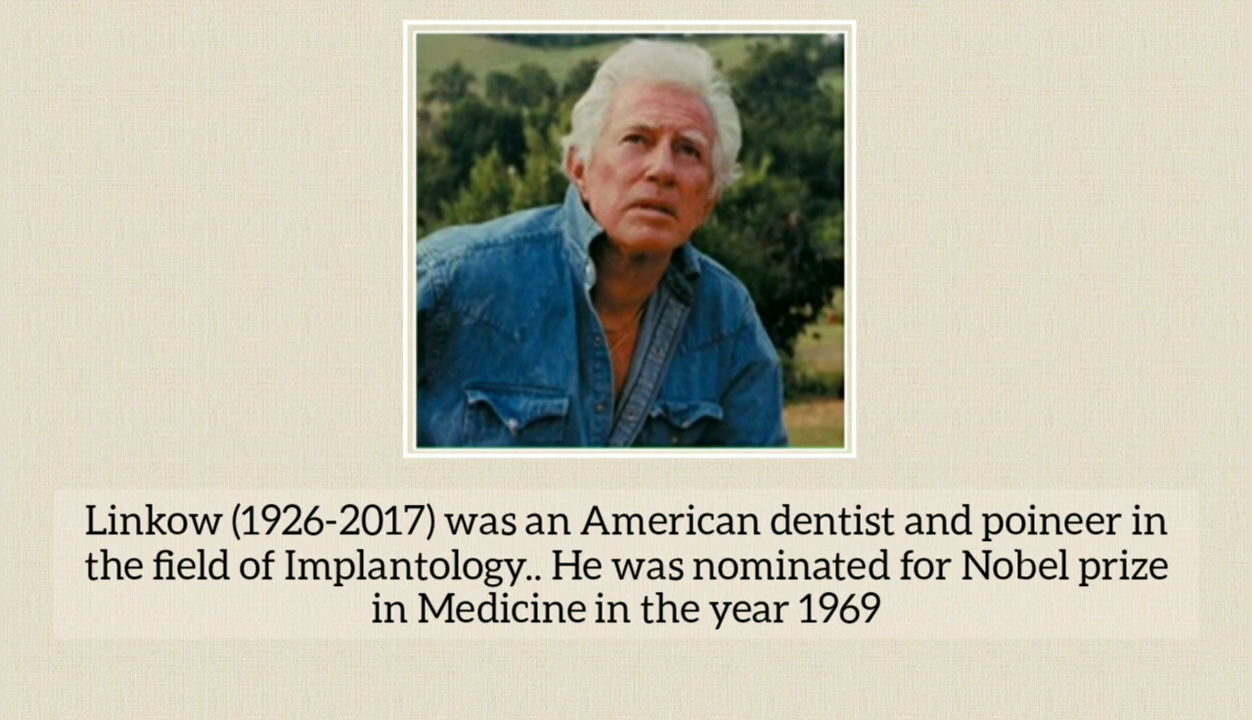 Linkow (1926-2017) was an American dentist and poineer in
the field of Implantology.. He was nominated for Nobel prize
in Medicine in the year 1969